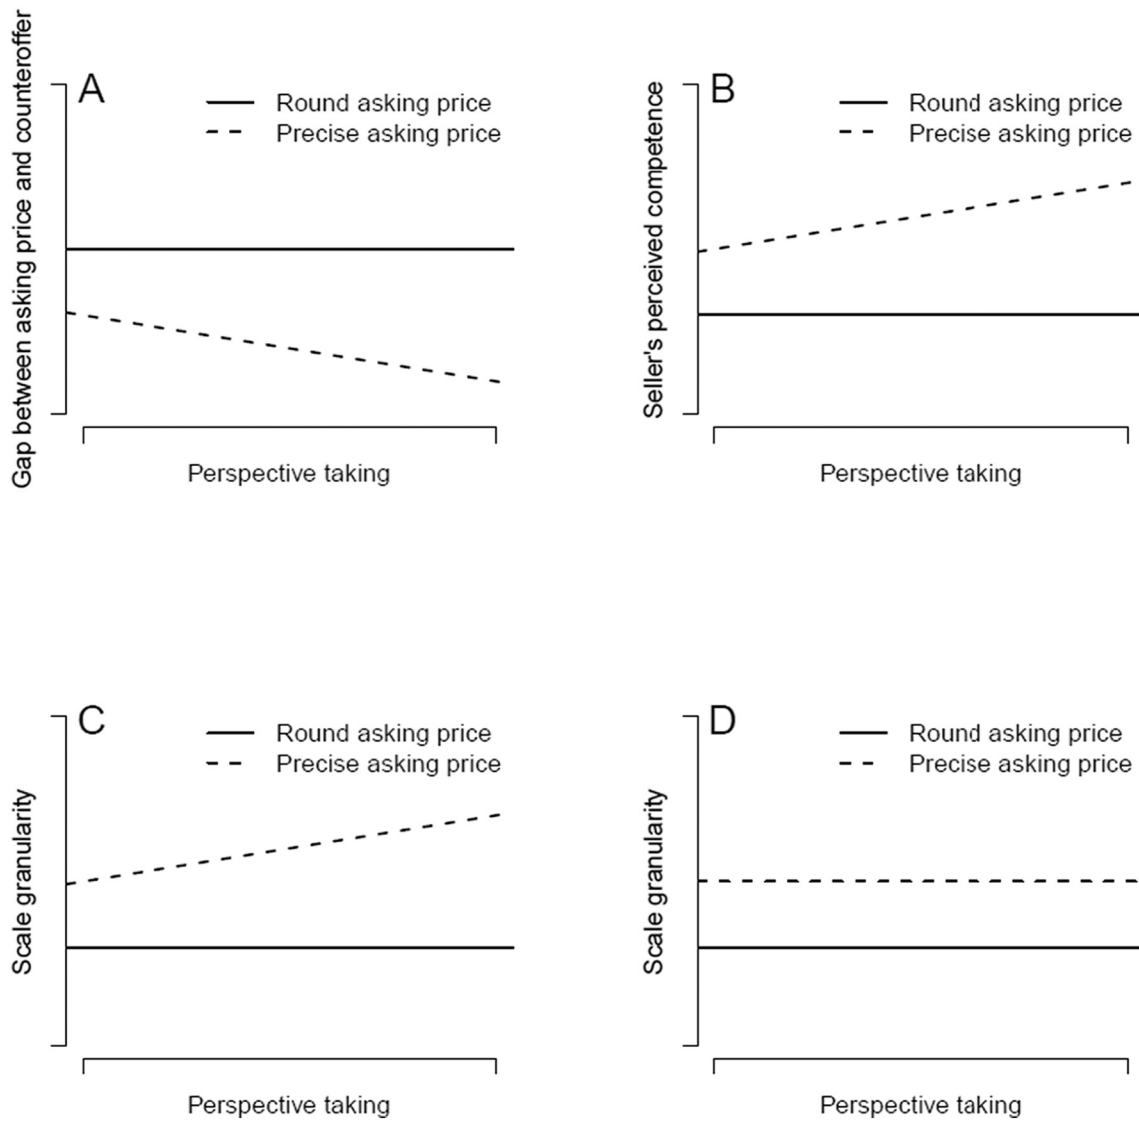 A
Round asking price
Precise asking price
Gap between asking price and counteroffer
Perspective taking
B
Round asking price
Precise asking price
Seller's perceived competence
Perspective taking
C
Round asking price
Precise asking price
Scale granularity
Perspective taking
D
Round asking price
Precise asking price
Scale granularity
Perspective taking